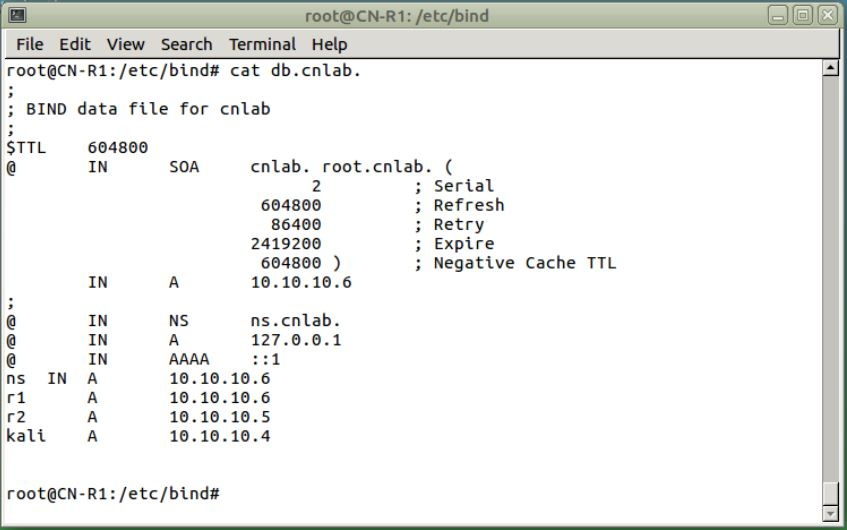 root@CN-R1: /etc/bind
File Edit View Search Terminal Help
root@CN-R1:/etc/bind# cat db.cnlab.
;
; BIND data file for cnlab
;
$TTL    604800
@       IN      SOA     cnlab. root.cnlab. (
                              2         ; Serial
                         604800         ; Refresh
                          86400         ; Retry
                        2419200         ; Expire
                         604800 )       ; Negative Cache TTL
        IN      A       10.10.10.6
;
@       IN      NS      ns.cnlab.
@       IN      A       127.0.0.1
@       IN      AAAA    ::1
ns  IN  A       10.10.10.6
r1      A       10.10.10.6
r2      A       10.10.10.5
kali    A       10.10.10.4
root@CN-R1:/etc/bind#